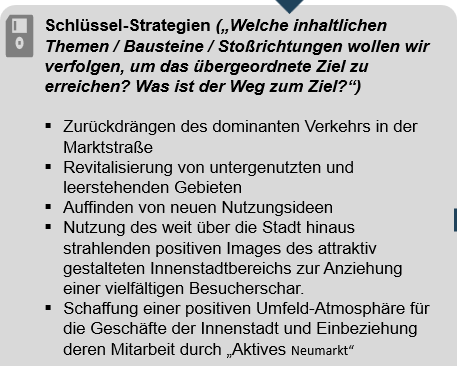 Schlüssel-Strategien („Welche inhaltlichen
Themen / Bausteine / Stoßrichtungen wollen wir
verfolgen, um das übergeordnete Ziel zu
erreichen? Was ist der Weg zum Ziel?“)
▪ Zurückdrängen des dominanten Verkehrs in der
Marktstraße
▪ Revitalisierung von untergenutzten und
leerstehenden Gebieten
▪ Auffinden von neuen Nutzungsideen
▪ Nutzung des weit über die Stadt hinaus
strahlenden positiven Images des attraktiv
gestalteten Innenstadtbereichs zur Anziehung
einer vielfältigen Besucherschar.
▪ Schaffung einer positiven Umfeld-Atmosphäre für
die Geschäfte der Innenstadt und Einbeziehung
deren Mitarbeit durch „Aktives Neumarkt“